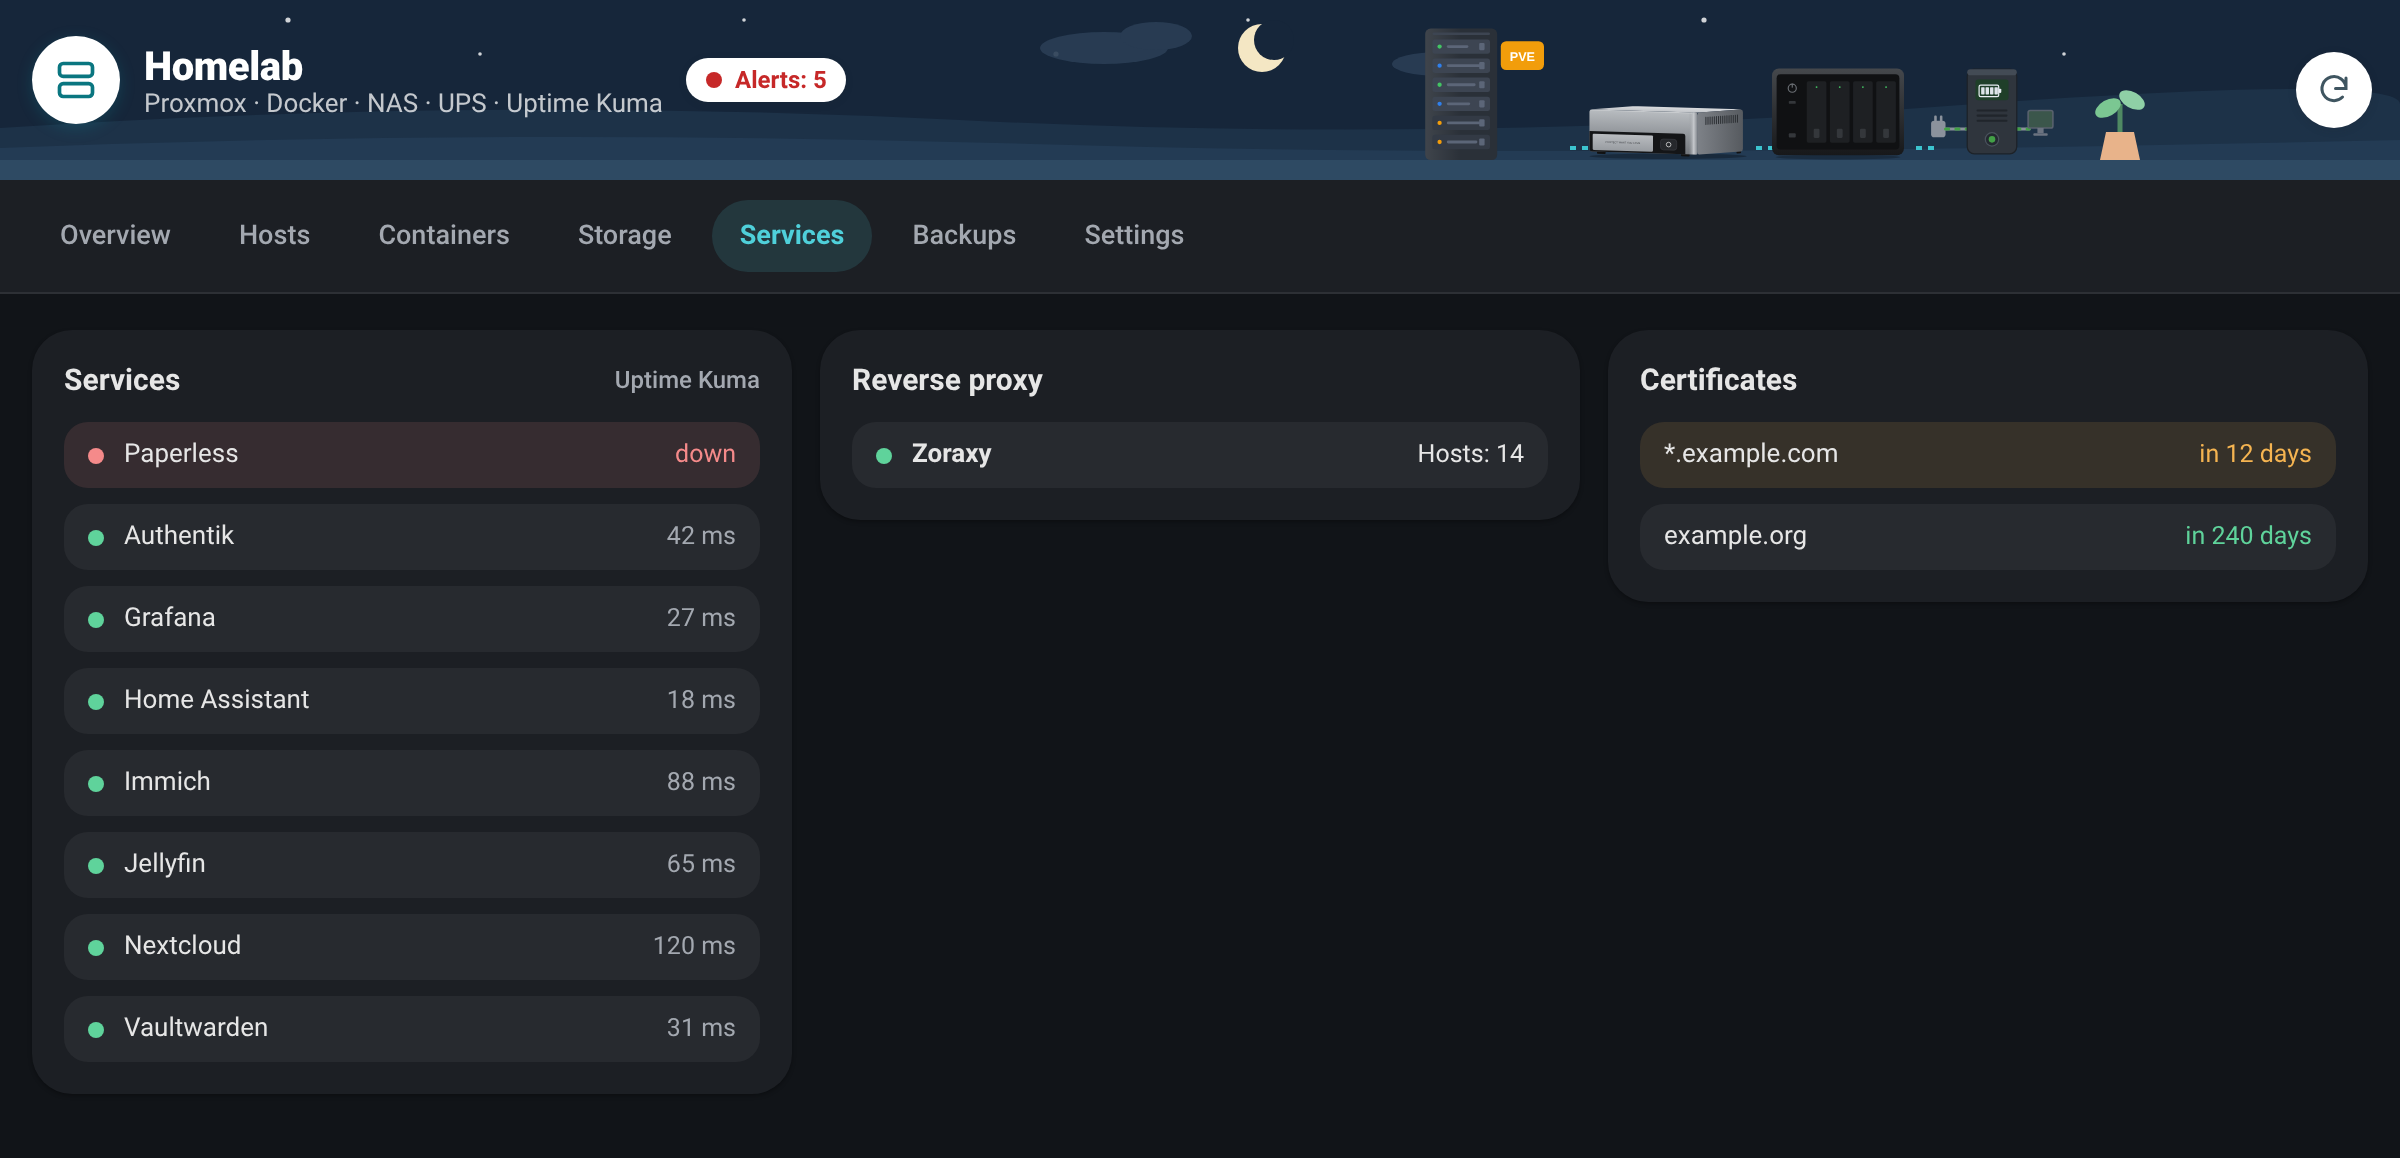 Homelab
Proxmox · Docker · NAS · UPS · Uptime Kuma
Alerts: 5
PVE
Overview
Hosts
Containers
Storage
Services
Backups
Settings
Services
Uptime Kuma
Paperless
down
Authentik
42 ms
Grafana
27 ms
Home Assistant
18 ms
Immich
88 ms
Jellyfin
65 ms
Nextcloud
120 ms
Vaultwarden
31 ms
Reverse proxy
Zoraxy
Hosts: 14
Certificates
*.example.com
in 12 days
example.org
in 240 days